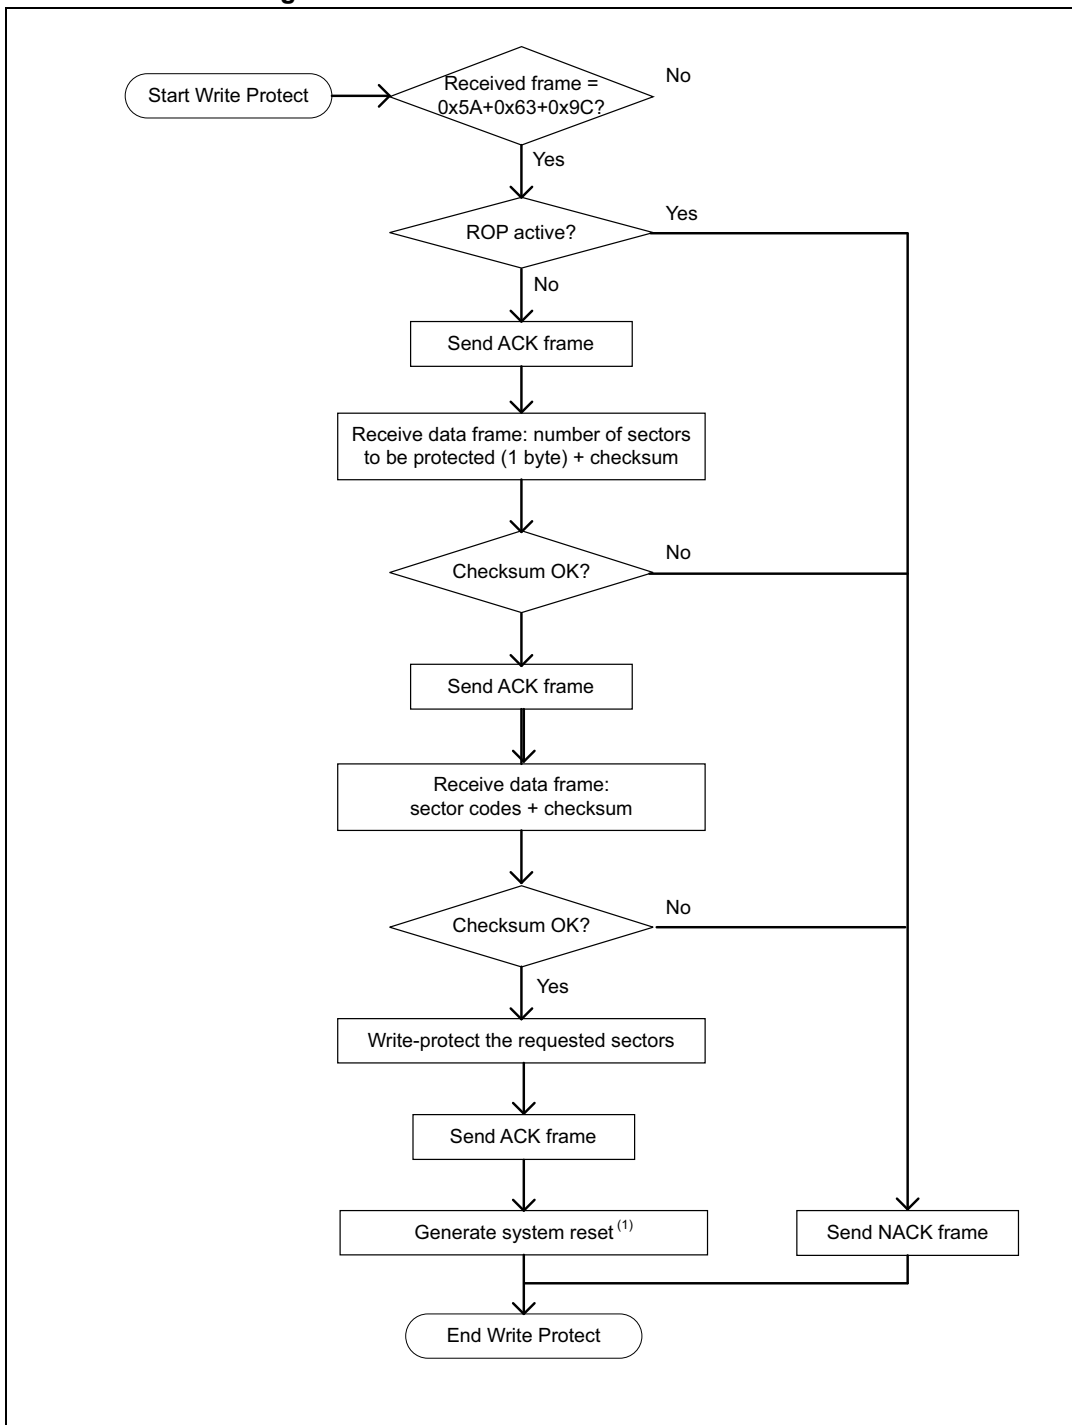 Start Write Protect
Received frame =
0x5A+0x63+0x9C?
No
Yes
ROP active?
Yes
No
Send ACK frame
Receive data frame: number of sectors
to be protected (1 byte) + checksum
Checksum OK?
No
Send ACK frame
Receive data frame:
sector codes + checksum
Checksum OK?
No
Yes
Write-protect the requested sectors
Send ACK frame
Generate system reset (1)
Send NACK frame
End Write Protect